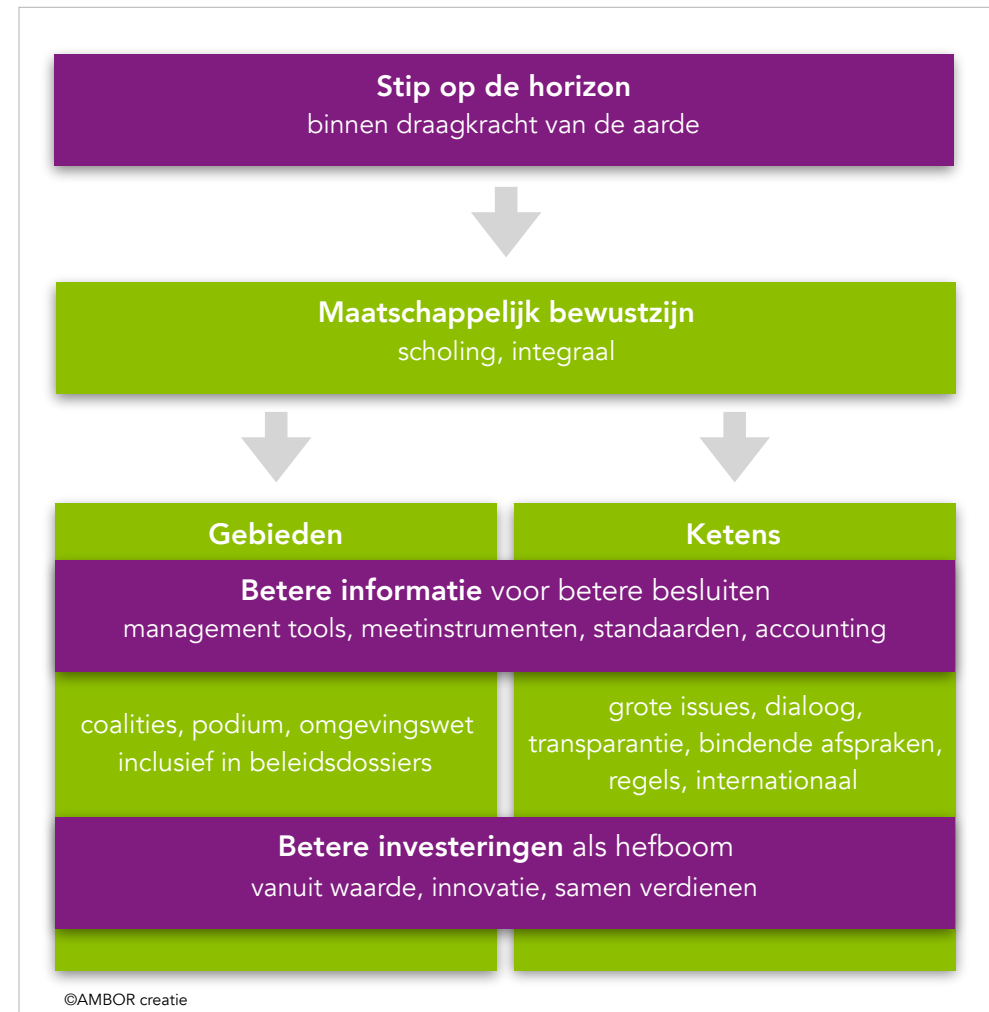 Stip op de horizon
binnen draagkracht van de aarde
Maatschappelijk bewustzijn
scholing, integraal
Gebieden
Ketens
Betere informatie voor betere besluiten
management tools, meetinstrumenten, standaarden, accounting
coalities, podium, omgevingswet
inclusief in beleidsdossiers
grote issues, dialoog,
transparantie, bindende afspraken,
regels, internationaal
Betere investeringen als hefboom
vanuit waarde, innovatie, samen verdienen
©AMBOR creatie